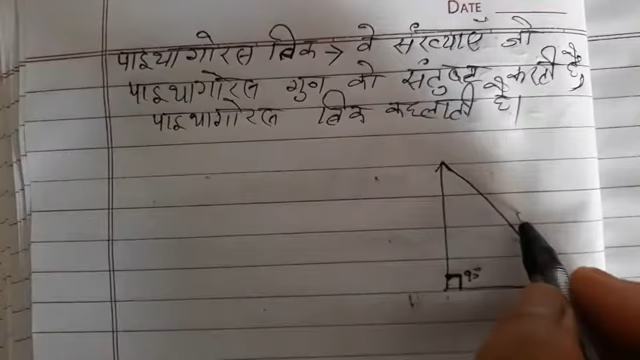 DATE
पाइथागोरस त्रिक → वे संख्याएँ जो
पाइथागोरस गुण को संतुष्ट करती है,
पाइथागोरस त्रिक कहलाती है।
90°